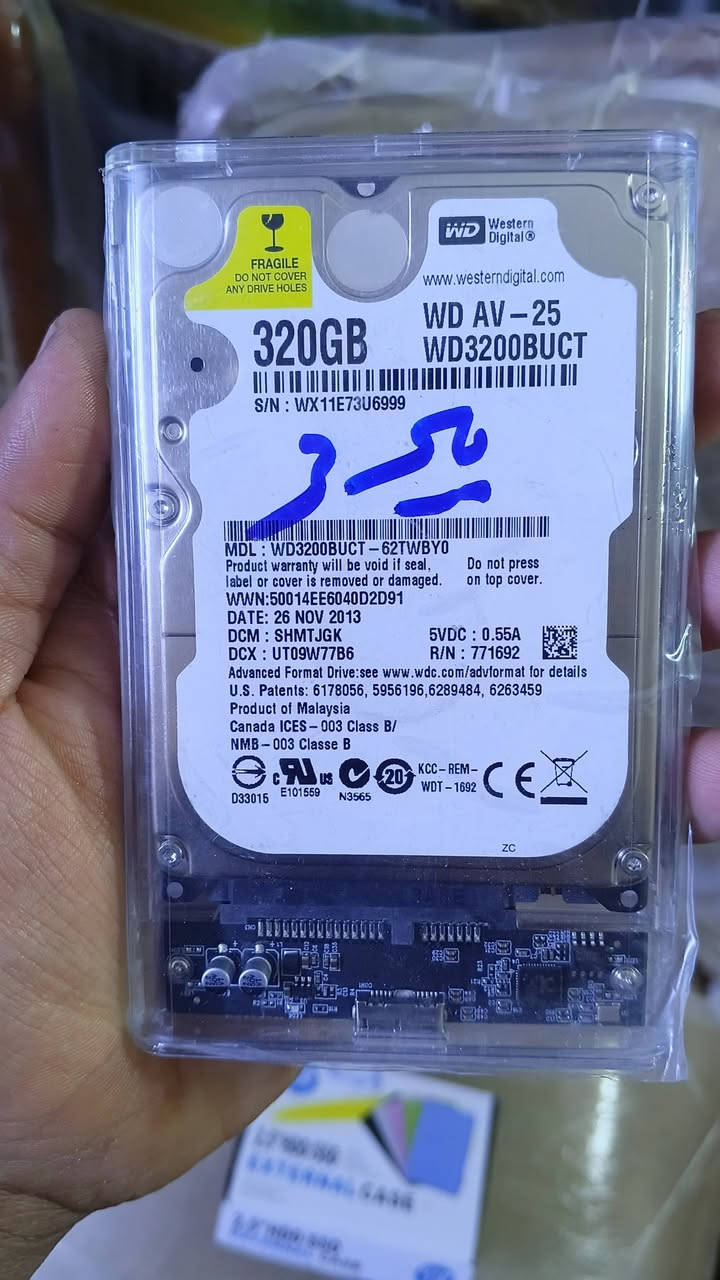 WD Western Digital®
FRAGILE
DO NOT COVER
ANY DRIVE HOLES
www.westerndigital.com
320GB
WD AV-25
WD3200BUCT
S/N : WX11E73U6999
MDL : WD3200BUCT-62TWBY0
Product warranty will be void if seal,
label or cover is removed or damaged.
Do not press
on top cover.
WWN:50014EE6040D2D91
DATE: 26 NOV 2013
DCM : SHMTJGK
5VDC : 0.55A
DCX : UT09W77B6
R/N : 771692
Advanced Format Drive:see www.wdc.com/advformat for details
U.S. Patents: 6178056, 5956196,6289484, 6263459
Product of Malaysia
Canada ICES-003 Class B/
NMB-003 Classe B
D33015
c RU US
E101559
N3565
20
KCC-REM-
WDT-1692
CE
ZC
EXTERNAL CASE